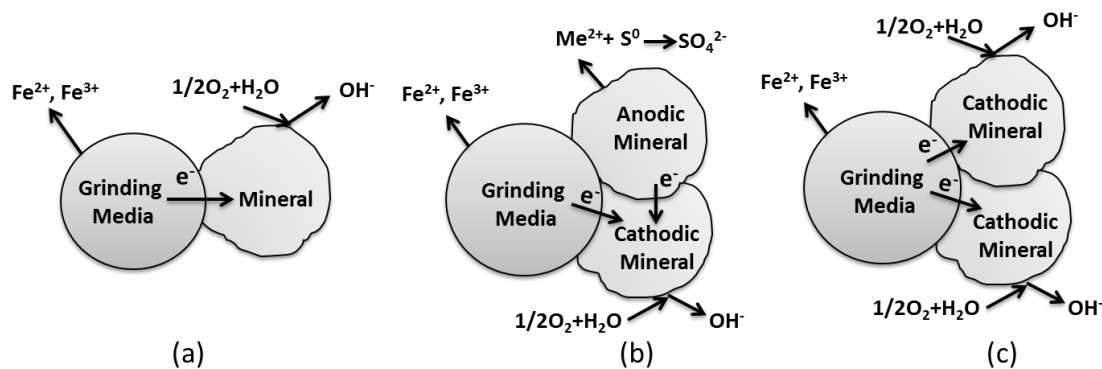 Fe²⁺, Fe³⁺
1/2O₂+H₂O
OH⁻
e⁻
Grinding
Media
Mineral
(a)
Me²⁺+ S⁰ → SO₄²⁻
Fe²⁺, Fe³⁺
Anodic
Mineral
e⁻
Grinding
Media
e⁻
Cathodic
Mineral
1/2O₂+H₂O
OH⁻
(b)
1/2O₂+H₂O
OH⁻
Fe²⁺, Fe³⁺
Cathodic
Mineral
e⁻
Grinding
Media
e⁻
Cathodic
Mineral
1/2O₂+H₂O
OH⁻
(c)